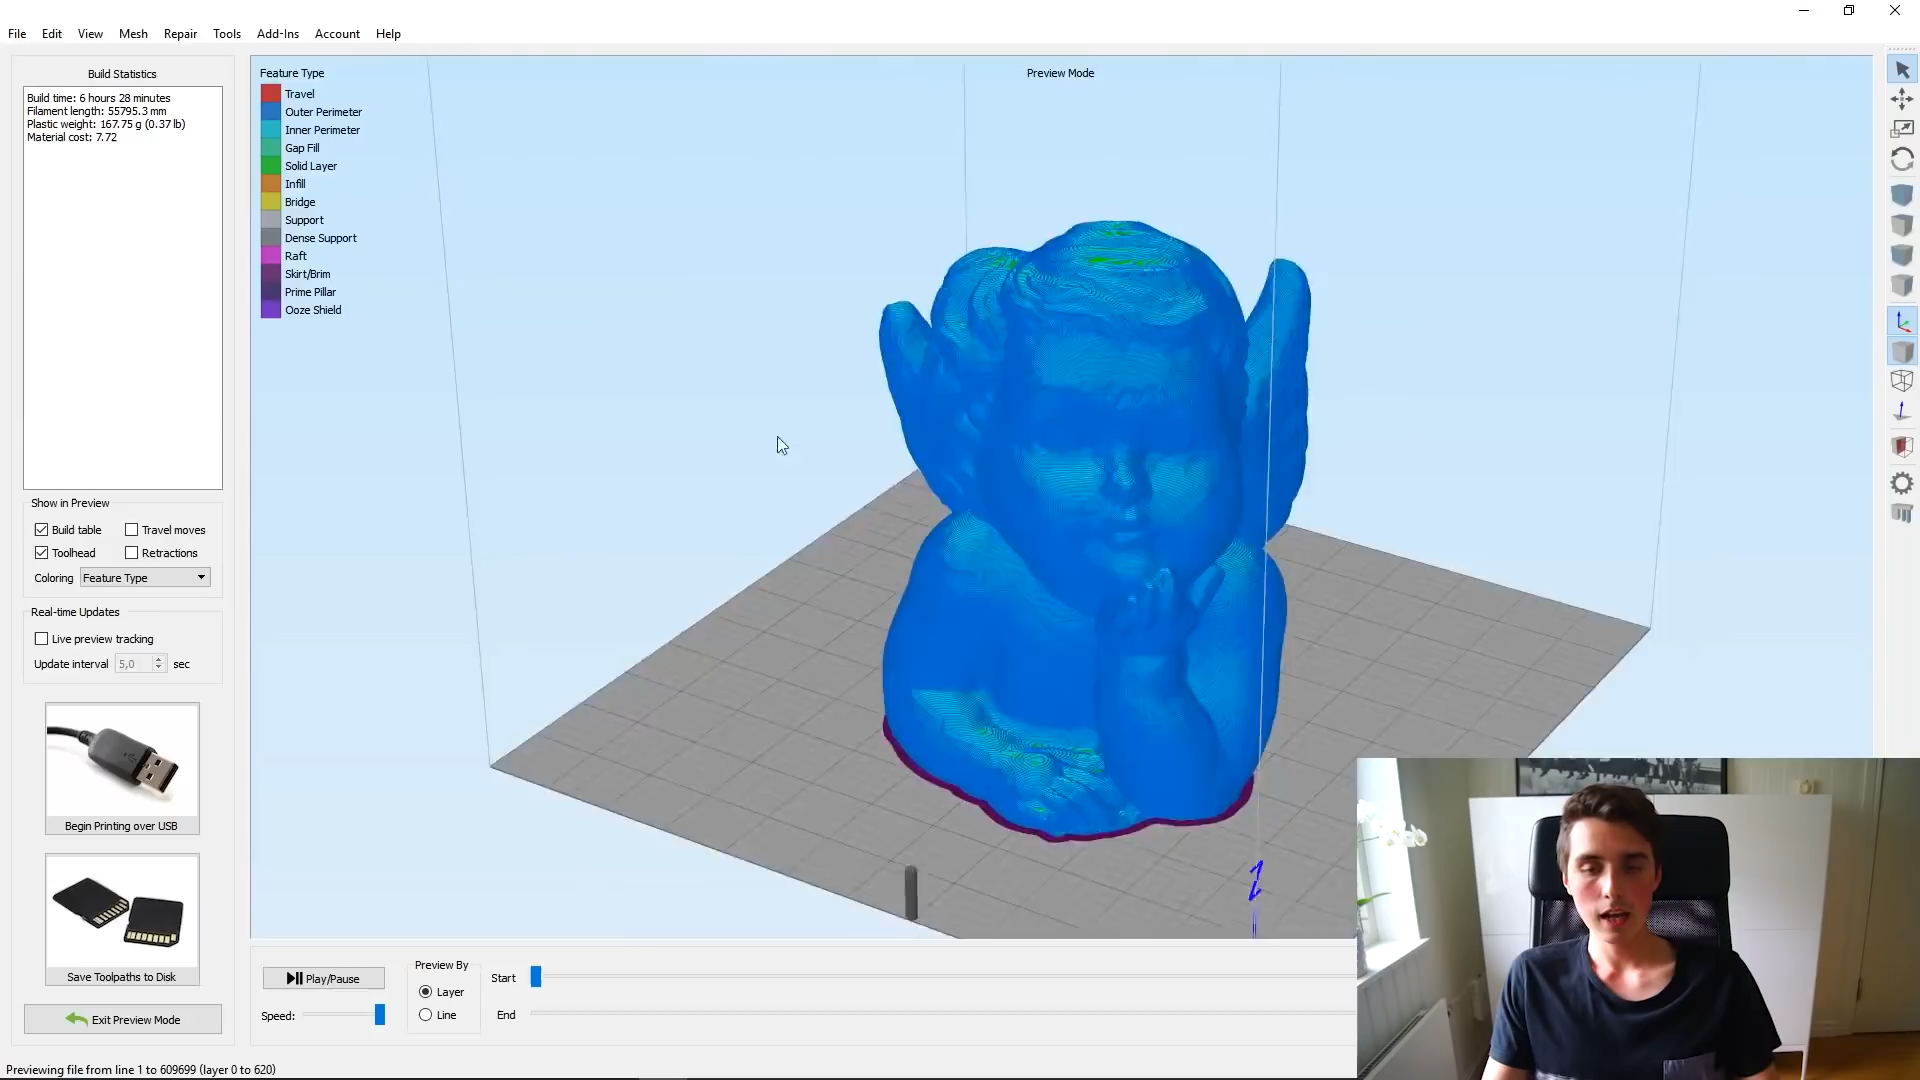 File Edit View Mesh Repair Tools Add-Ins Account Help
Build Statistics
Build time: 6 hours 28 minutes
Filament length: 55795.3 mm
Plastic weight: 167.75 g (0.37 lb)
Material cost: 7.72
Show in Preview
Build table
Travel moves
Toolhead
Retractions
Coloring Feature Type
Real-time Updates
Live preview tracking
Update interval 5,0 sec
Begin Printing over USB
Save Toolpaths to Disk
Exit Preview Mode
Feature Type
Travel
Outer Perimeter
Inner Perimeter
Gap Fill
Solid Layer
Infill
Bridge
Support
Dense Support
Raft
Skirt/Brim
Prime Pillar
Ooze Shield
Preview Mode
Play/Pause
Speed:
Preview By
Layer
Line
Start
End
Previewing file from line 1 to 609699 (layer 0 to 620)